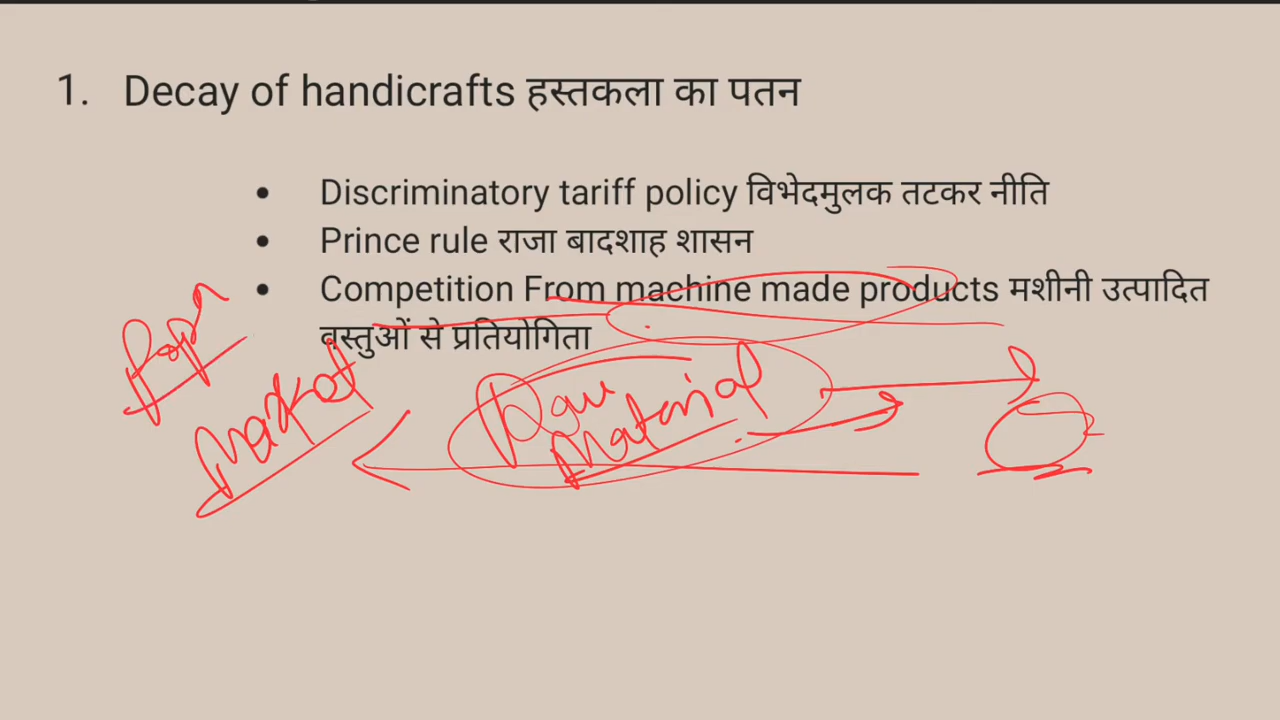 1. Decay of handicrafts हस्तकला का पतन
• Discriminatory tariff policy विभेदमुलक तटकर नीति
• Prince rule राजा बादशाह शासन
• Competition From machine made products मशीनी उत्पादित
वस्तुओं से प्रतियोगिता
Popn
Market
Raw
Material